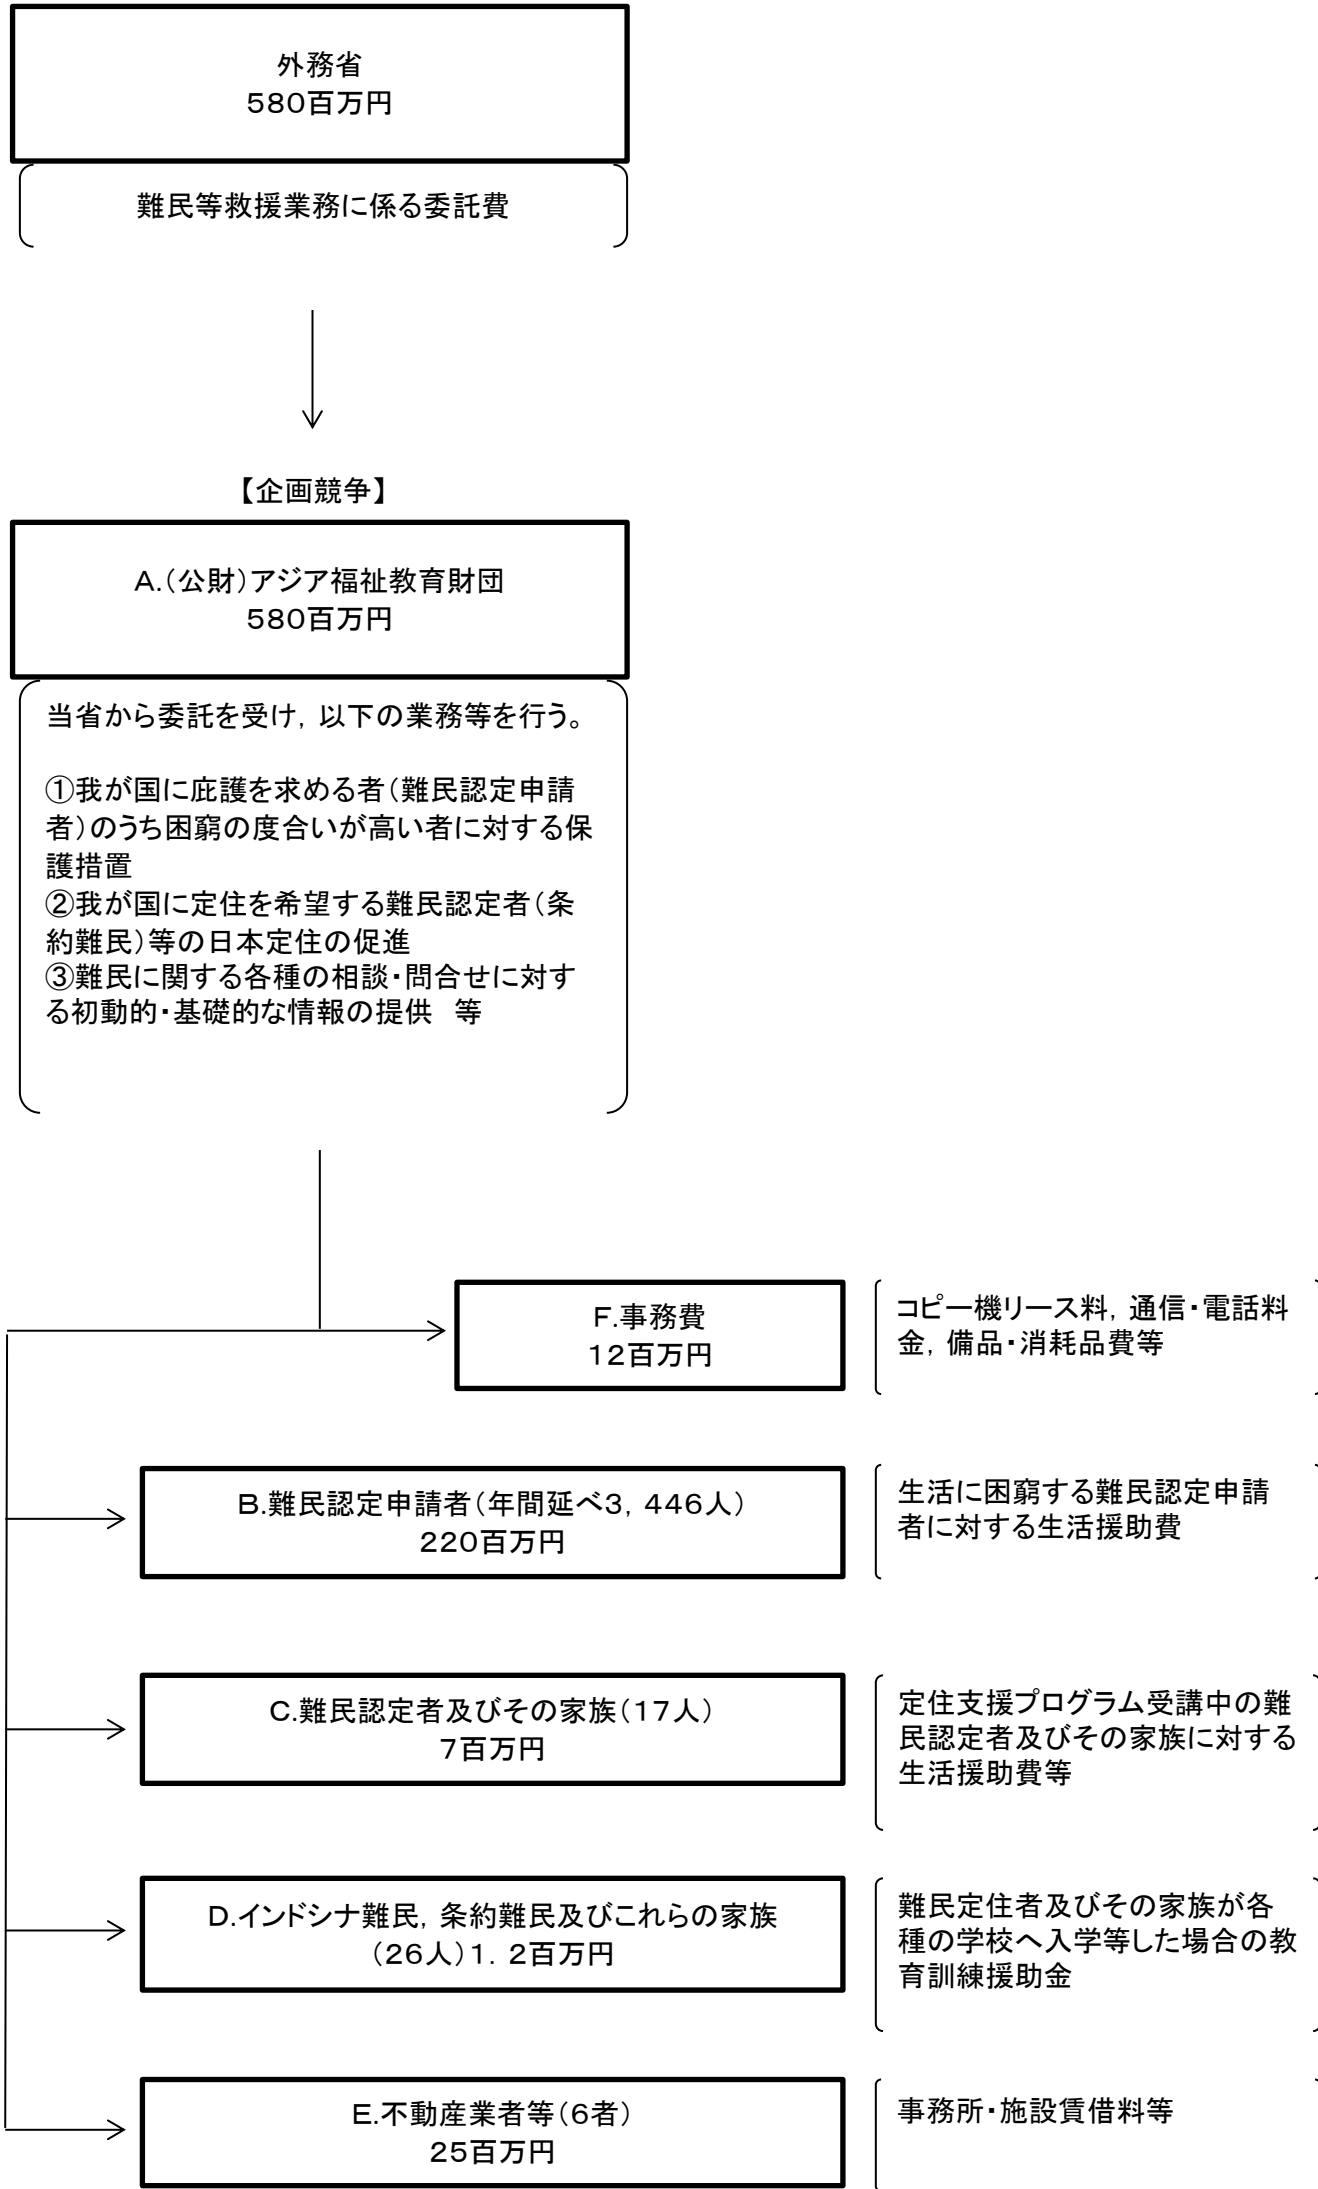 外務省
580百万円
難民等救援業務に係る委託費
【企画競争】
A.(公財)アジア福祉教育財団
580百万円
当省から委託を受け，以下の業務等を行う。
①我が国に庇護を求める者（難民認定申請
者）のうち困窮の度合いが高い者に対する保
護措置
②我が国に定住を希望する難民認定者（条
約難民）等の日本定住の促進
③難民に関する各種の相談・問合せに対す
る初動的・基礎的な情報の提供　等
F.事務費
12百万円
コピー機リース料，通信・電話料
金，備品・消耗品費等
B.難民認定申請者（年間延べ3，446人）
220百万円
生活に困窮する難民認定申請
者に対する生活援助費
C.難民認定者及びその家族（17人）
7百万円
定住支援プログラム受講中の難
民認定者及びその家族に対する
生活援助費等
D.インドシナ難民，条約難民及びこれらの家族
（26人）1．2百万円
難民定住者及びその家族が各
種の学校へ入学等した場合の教
育訓練援助金
E.不動産業者等（6者）
25百万円
事務所・施設賃借料等